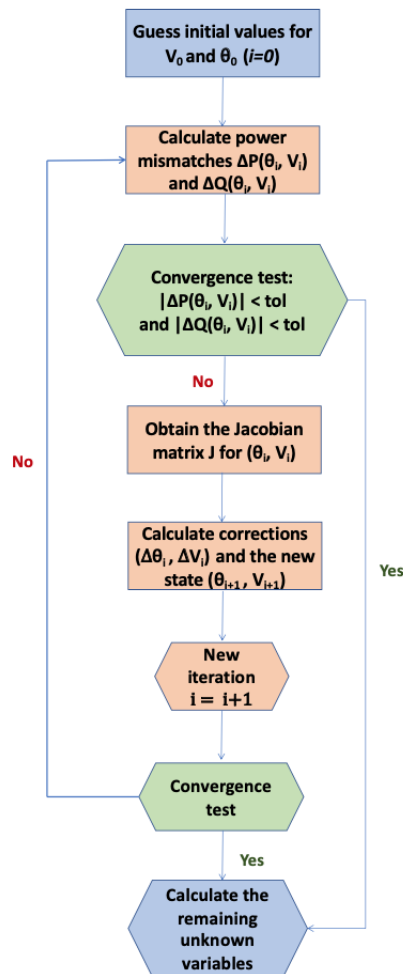 Guess initial values for
V₀ and θ₀ (i=0)
Calculate power
mismatches ΔP(θᵢ, Vᵢ)
and ΔQ(θᵢ, Vᵢ)
Convergence test:
|ΔP(θᵢ, Vᵢ)| < tol
and |ΔQ(θᵢ, Vᵢ)| < tol
No
Obtain the Jacobian
matrix J for (θᵢ, Vᵢ)
No
Calculate corrections
(Δθᵢ , ΔVᵢ) and the new
state (θᵢ₊₁ , Vᵢ₊₁)
Yes
New
iteration
i = i+1
Convergence
test
Yes
Calculate the
remaining
unknown
variables